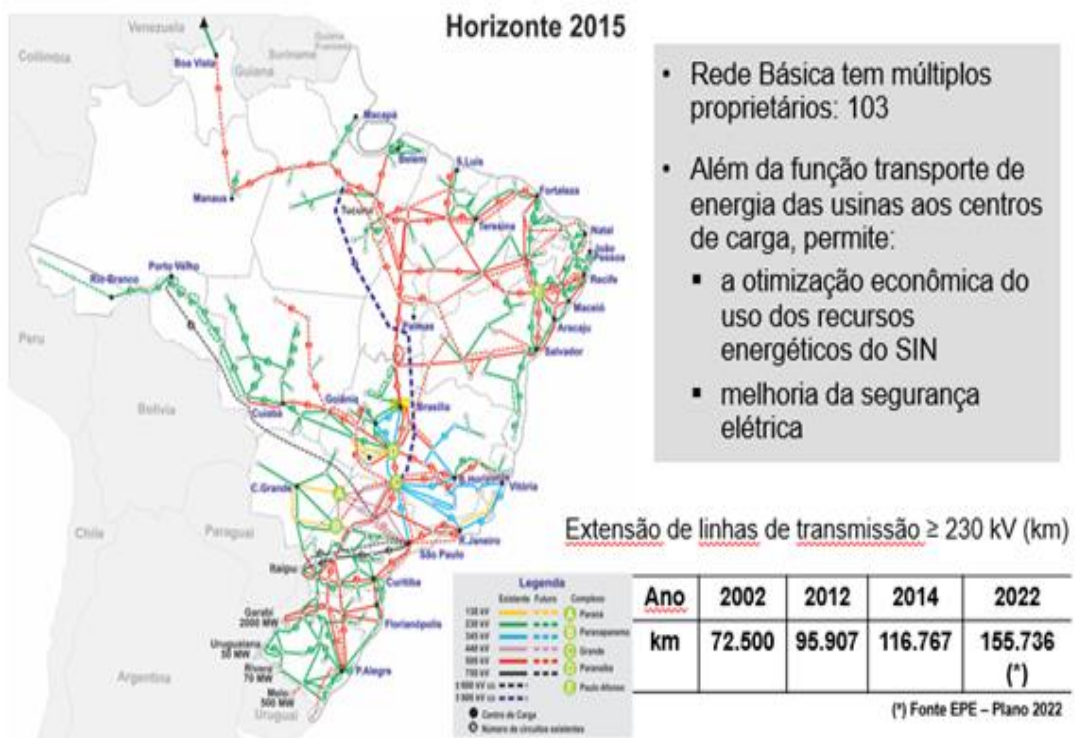 Horizonte 2015
Venezuela
Colômbia
Suriname
Guiana
Boa Vista
Macapá
Belém
S.Luís
Fortaleza
Manaus
Tucuruí
Teresina
Natal
João
Pessoa
Recife
Maceió
Aracaju
Salvador
Porto Velho
Rio Branco
Palmas
Peru
Bolívia
Cuiabá
Goiânia
Brasília
B.Horizonte
Vitória
C.Grande
R.Janeiro
São Paulo
Chile
Paraguai
Itaipu
Curitiba
Florianópolis
Garabi
2000 MW
Uruguaiana
50 MW
Rivera
70 MW
Melo
500 MW
P.Alegre
Argentina
Uruguai
Legenda
Existente Futuro Complexo
138 kV Paraná
230 kV Paranapanema
345 kV Grande
440 kV Paranaíba
500 kV Paulo Afonso
750 kV
Centro de Carga
Número de circuitos existentes
• Rede Básica tem múltiplos
proprietários: 103
• Além da função transporte de
energia das usinas aos centros
de carga, permite:
▪ a otimização econômica do
uso dos recursos
energéticos do SIN
▪ melhoria da segurança
elétrica
Extensão de linhas de transmissão ≥ 230 kV (km)
Ano 2002 2012 2014 2022
km 72.500 95.907 116.767 155.736
(*)
(*) Fonte EPE – Plano 2022